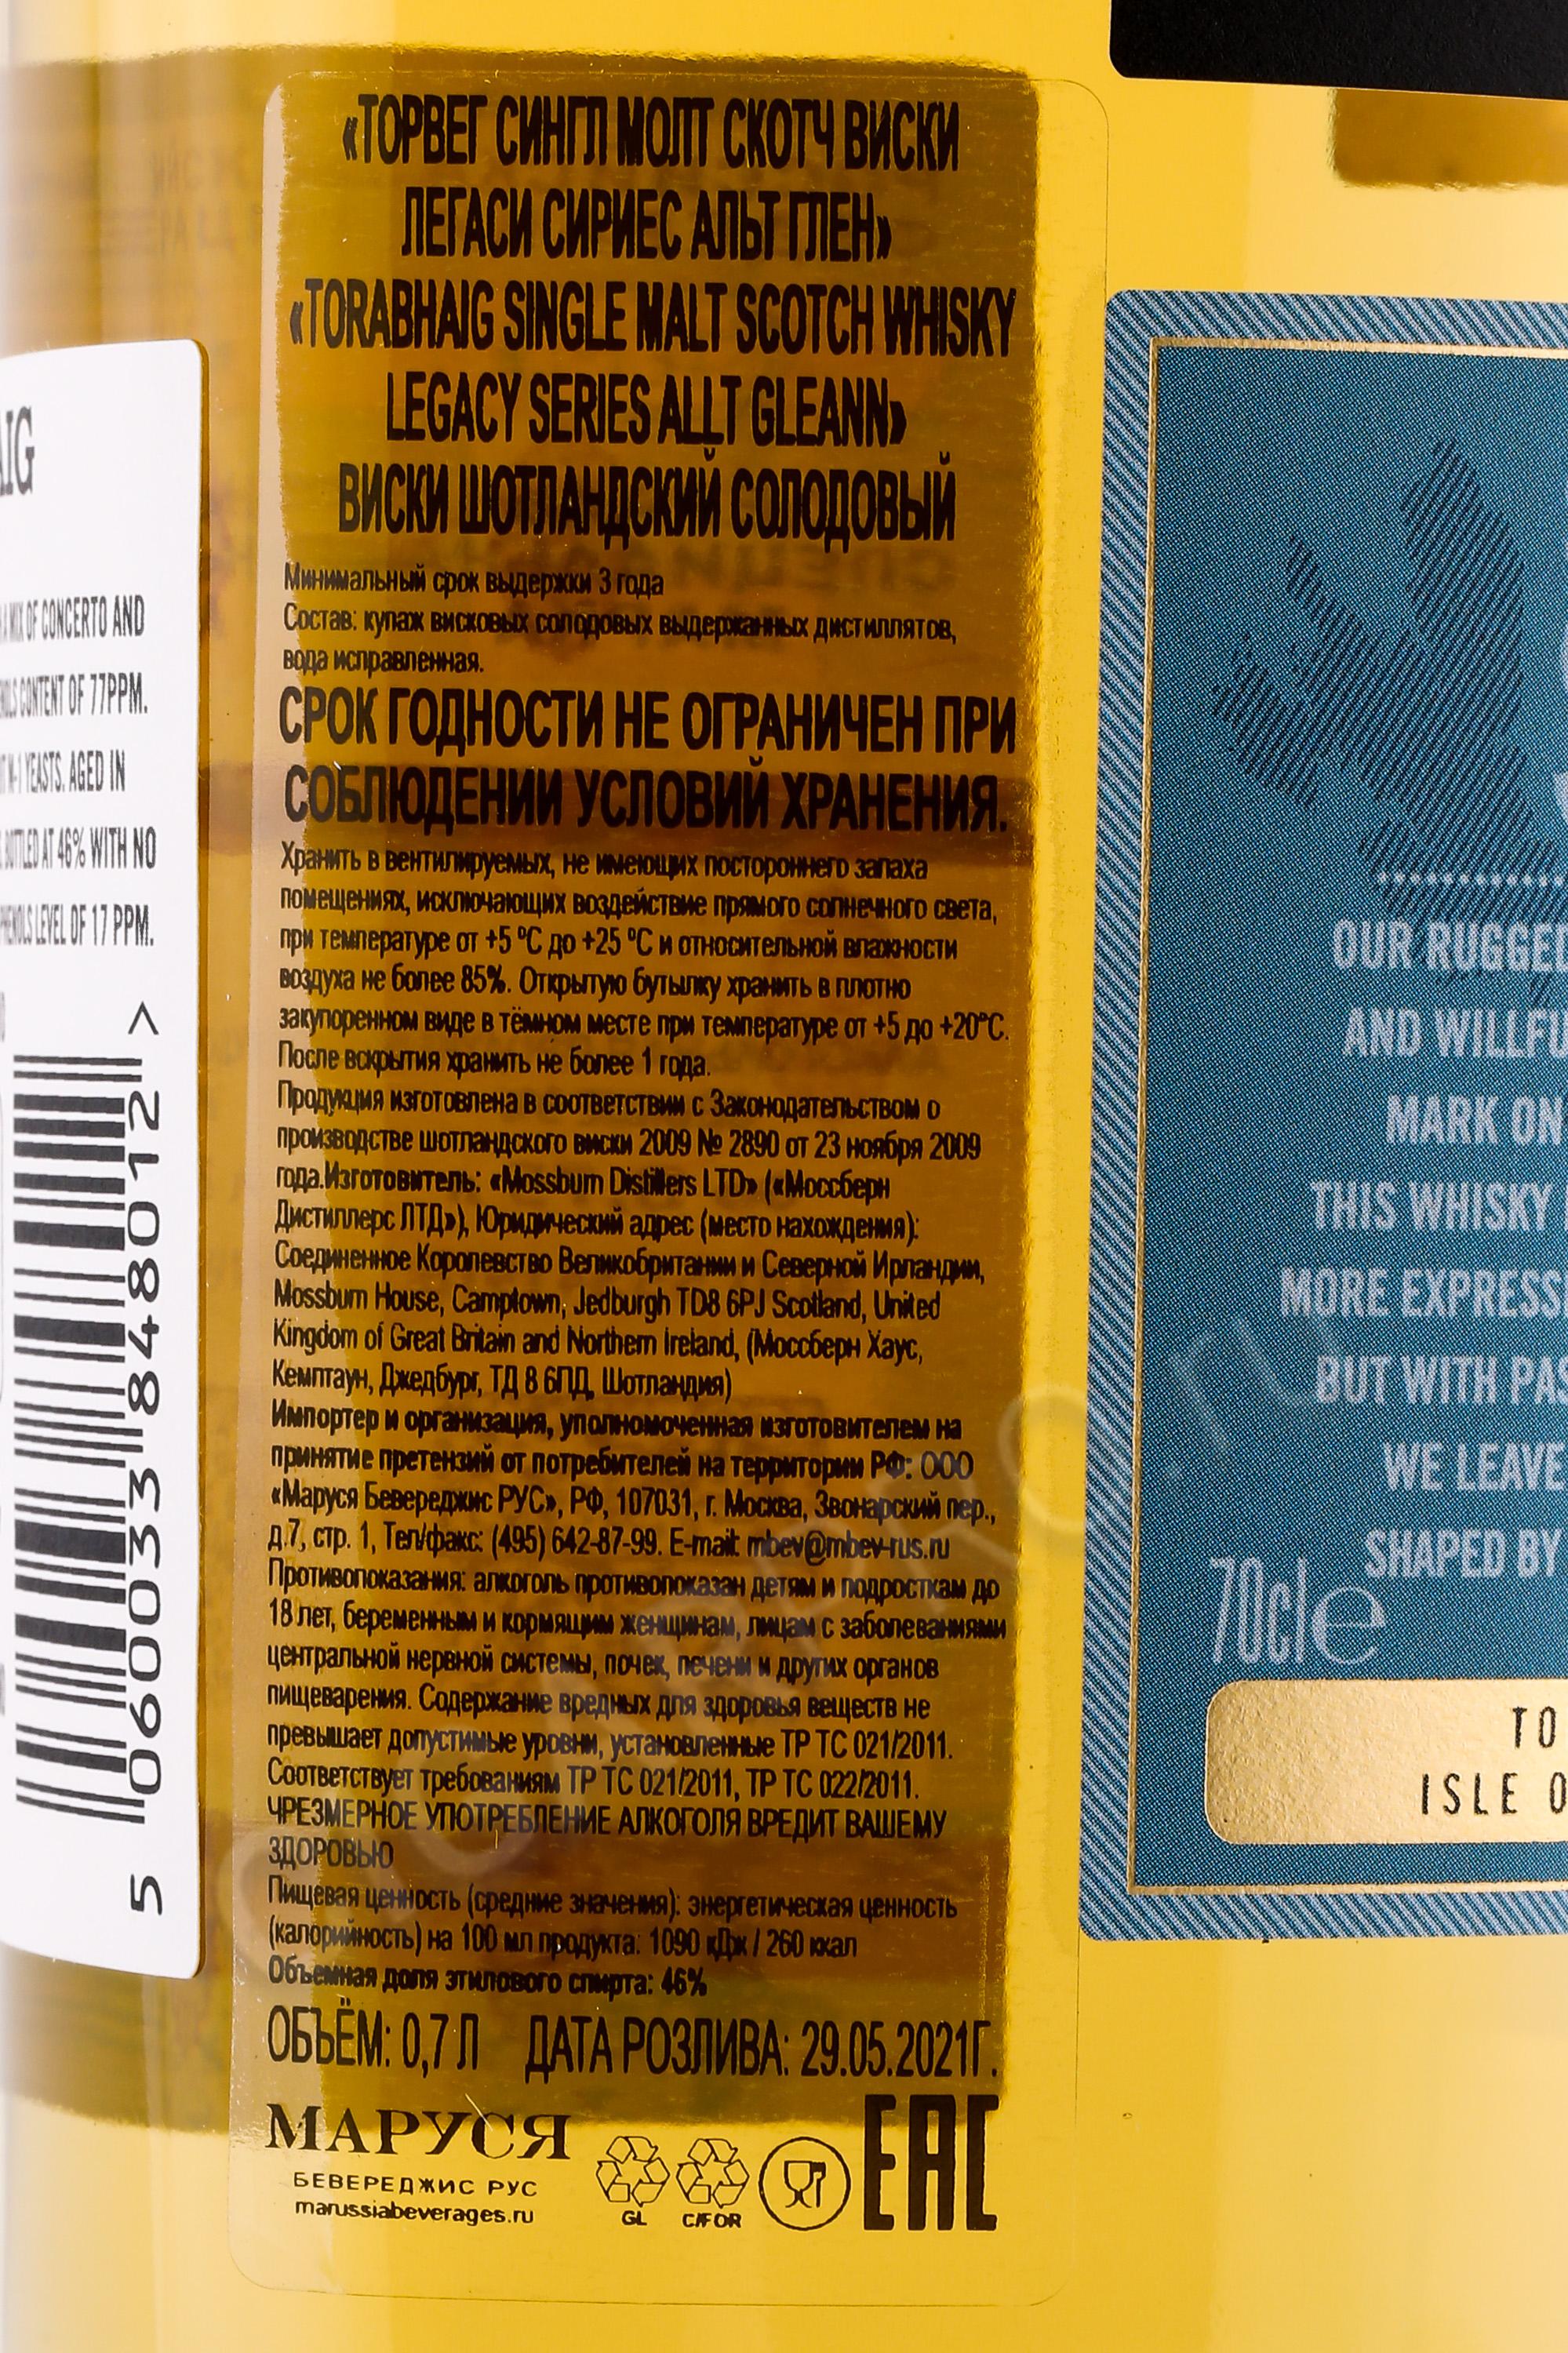 AIG
A MIX OF CONCERTO AND
CONTENT OF 77PPM.
YEASTS. AGED IN
BOTTLED AT 46% WITH NO
PHENOLS LEVEL OF 17 PPM.
5 060033 848012 >
«ТОРВЕГ СИНГЛ МОЛТ СКОТЧ ВИСКИ
ЛЕГАСИ СИРИЕС АЛЬТ ГЛЕН»
«TORABHAIG SINGLE MALT SCOTCH WHISKY
LEGACY SERIES ALLT GLEANN»
ВИСКИ ШОТЛАНДСКИЙ СОЛОДОВЫЙ
Минимальный срок выдержки 3 года
Состав: купаж висковых солодовых выдержанных дистиллятов,
вода исправленная.
СРОК ГОДНОСТИ НЕ ОГРАНИЧЕН ПРИ
СОБЛЮДЕНИИ УСЛОВИЙ ХРАНЕНИЯ.
Хранить в вентилируемых, не имеющих постороннего запаха
помещениях, исключающих воздействие прямого солнечного света,
при температуре от +5 °C до +25 °C и относительной влажности
воздуха не более 85%. Открытую бутылку хранить в плотно
закупоренном виде в тёмном месте при температуре от +5 до +20°C.
После вскрытия хранить не более 1 года.
Продукция изготовлена в соответствии с Законодательством о
производстве шотландского виски 2009 № 2890 от 23 ноября 2009
года.Изготовитель: «Mossburn Distillers LTD» («Моссберн
Дистиллерс ЛТД»), Юридический адрес (место нахождения):
Соединенное Королевство Великобритании и Северной Ирландии,
Mossburn House, Camptown, Jedburgh TD8 6PJ Scotland, United
Kingdom of Great Britain and Northern Ireland, (Моссберн Хаус,
Кемптаун, Джедбург, ТД 8 6ПД, Шотландия)
Импортер и организация, уполномоченная изготовителем на
принятие претензий от потребителей на территории РФ: ООО
«Маруся Бевереджис РУС», РФ, 107031, г. Москва, Звонарский пер.,
д.7, стр. 1, Тел/факс: (495) 642-87-99. E-mail: mbev@mbev-rus.ru
Противопоказания: алкоголь противопоказан детям и подросткам до
18 лет, беременным и кормящим женщинам, лицам с заболеваниями
центральной нервной системы, почек, печени и других органов
пищеварения. Содержание вредных для здоровья веществ не
превышает допустимые уровни, установленные ТР ТС 021/2011.
Соответствует требованиям ТР ТС 021/2011, ТР ТС 022/2011.
ЧРЕЗМЕРНОЕ УПОТРЕБЛЕНИЕ АЛКОГОЛЯ ВРЕДИТ ВАШЕМУ
ЗДОРОВЬЮ
Пищевая ценность (средние значения): энергетическая ценность
(калорийность) на 100 мл продукта: 1090 кДж / 260 ккал
Объемная доля этилового спирта: 46%
ОБЪЁМ: 0,7 Л ДАТА РОЗЛИВА: 29.05.2021Г.
МАРУСЯ
БЕВЕРЕДЖИС РУС
marussiabeverages.ru
GL C/FOR
EAC
OUR RUGGE
AND WILLFU
MARK ON
THIS WHISKY
MORE EXPRESS
BUT WITH PA
WE LEAVE
SHAPED BY
70cl e
TO
ISLE O